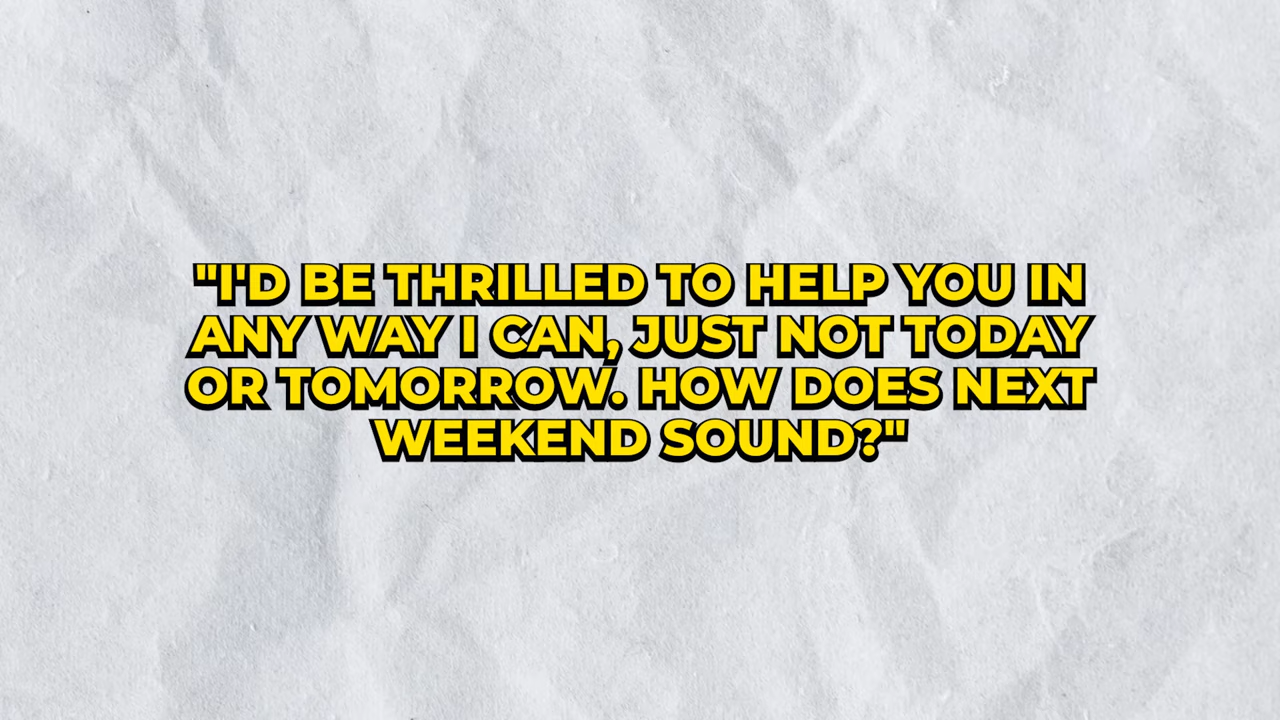 "I'D BE THRILLED TO HELP YOU IN
ANY WAY I CAN, JUST NOT TODAY
OR TOMORROW. HOW DOES NEXT
WEEKEND SOUND?"